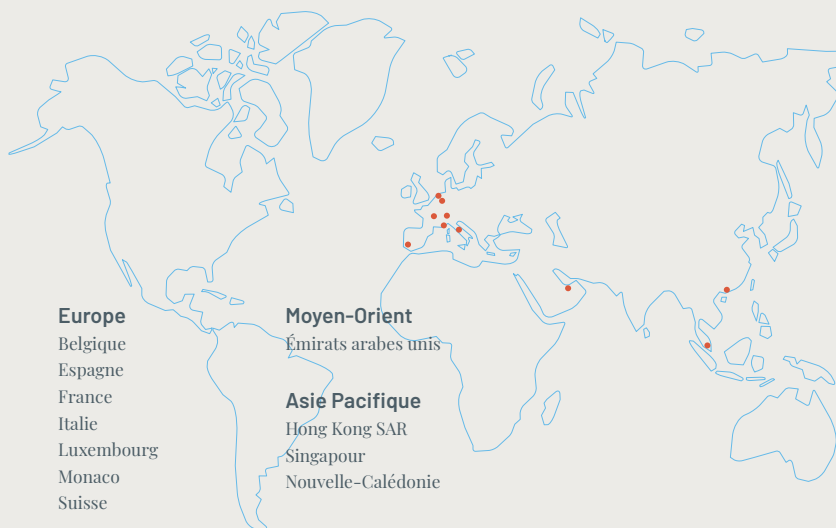 Europe
Belgique
Espagne
France
Italie
Luxembourg
Monaco
Suisse
Moyen-Orient
Émirats arabes unis
Asie Pacifique
Hong Kong SAR
Singapour
Nouvelle-Calédonie